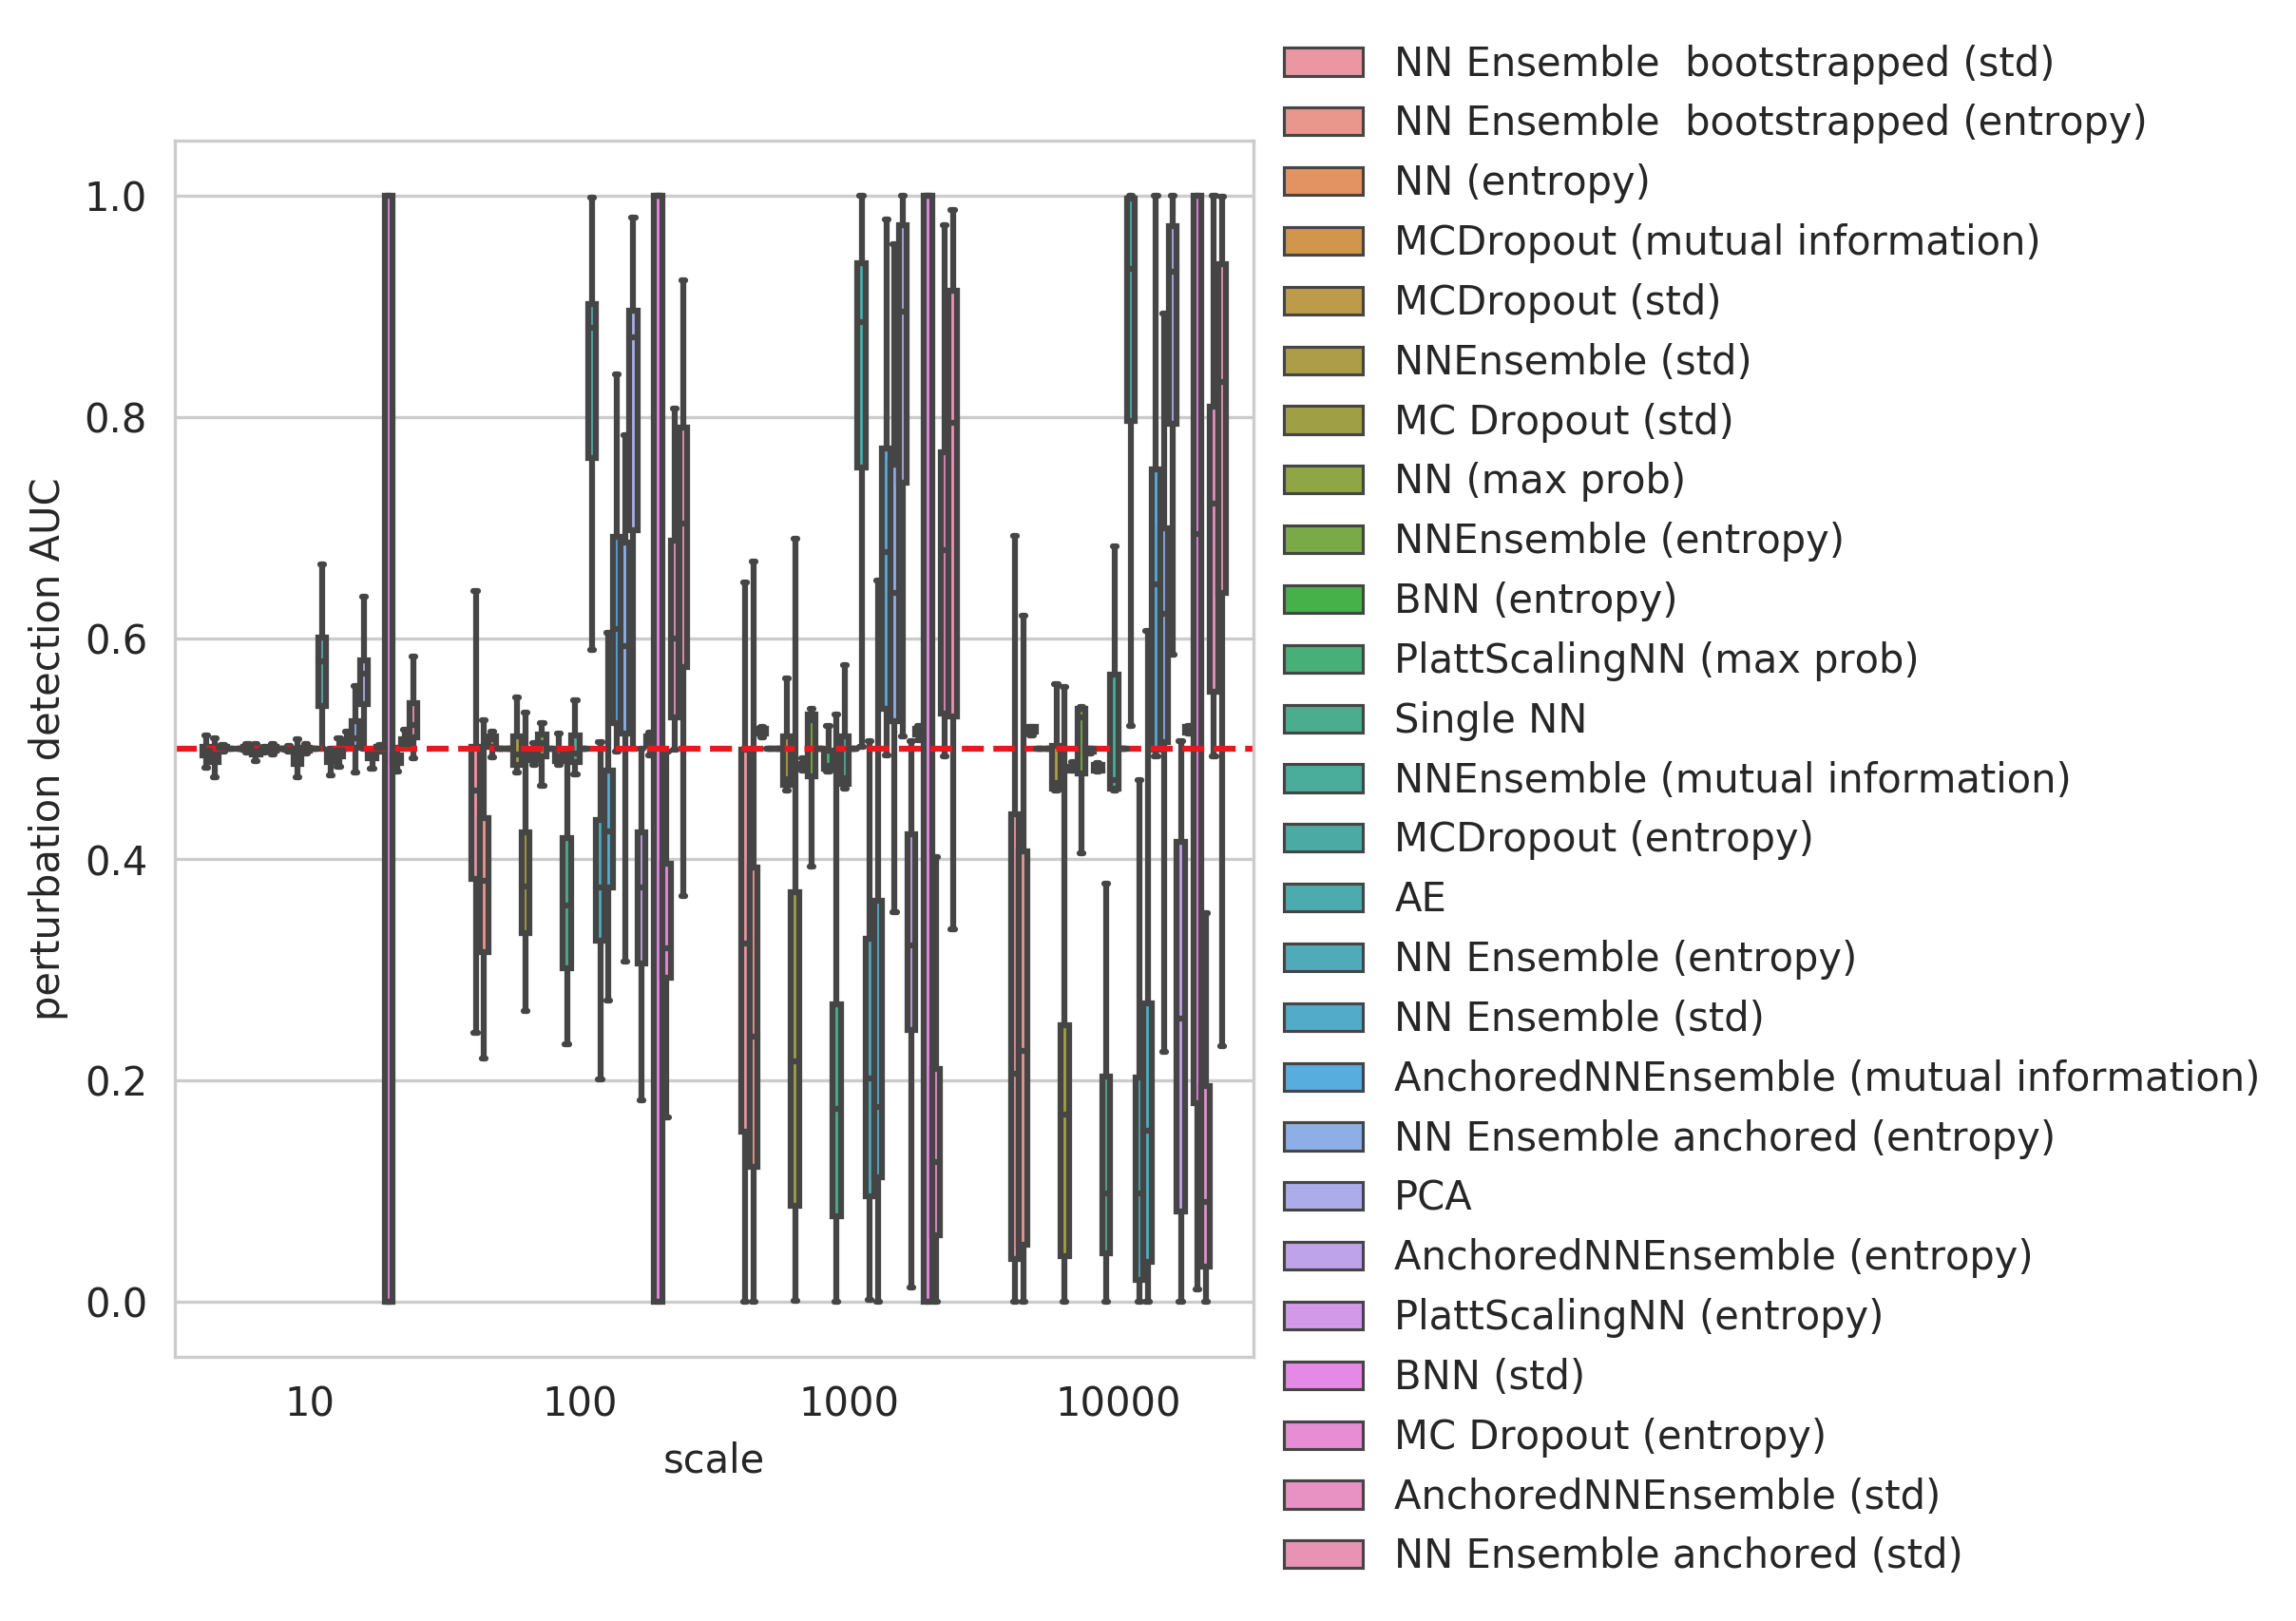 perturbation detection AUC
1.0
0.8
0.6
0.4
0.2
0.0
10
100
1000
10000
scale
NN Ensemble  bootstrapped (std)
NN Ensemble  bootstrapped (entropy)
NN (entropy)
MCDropout (mutual information)
MCDropout (std)
NNEnsemble (std)
MC Dropout (std)
NN (max prob)
NNEnsemble (entropy)
BNN (entropy)
PlattScalingNN (max prob)
Single NN
NNEnsemble (mutual information)
MCDropout (entropy)
AE
NN Ensemble (entropy)
NN Ensemble (std)
AnchoredNNEnsemble (mutual information)
NN Ensemble anchored (entropy)
PCA
AnchoredNNEnsemble (entropy)
PlattScalingNN (entropy)
BNN (std)
MC Dropout (entropy)
AnchoredNNEnsemble (std)
NN Ensemble anchored (std)